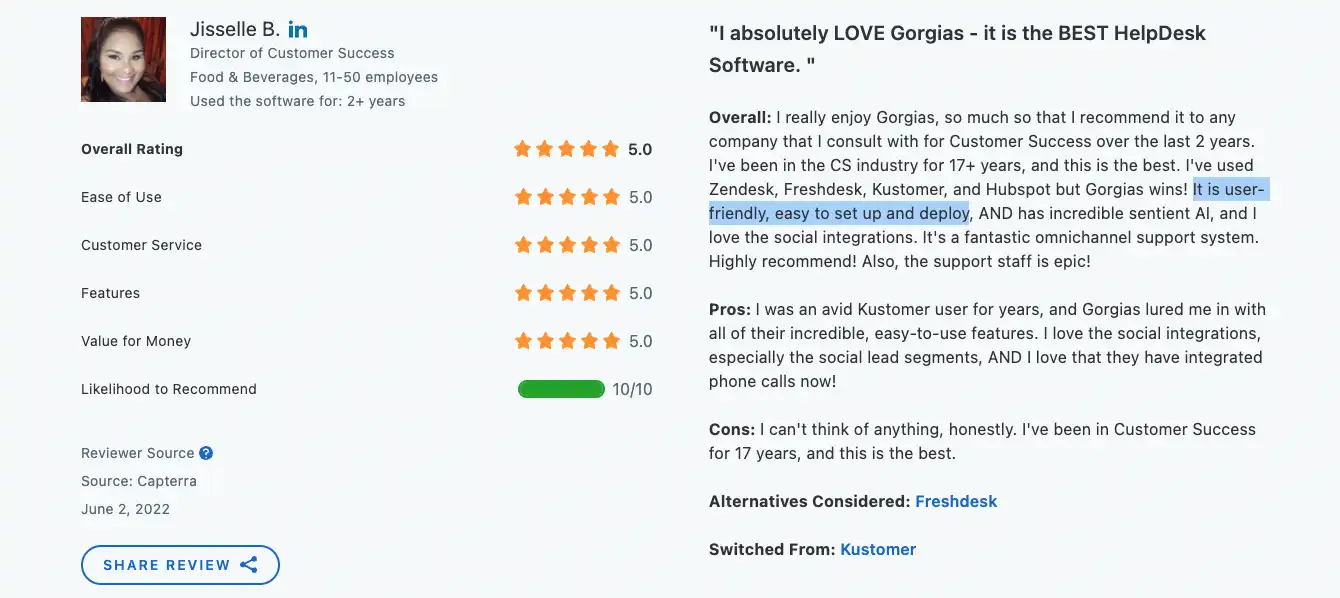 Jisselle B. in
Director of Customer Success
Food & Beverages, 11-50 employees
Used the software for: 2+ years
Overall Rating 5.0
Ease of Use 5.0
Customer Service 5.0
Features 5.0
Value for Money 5.0
Likelihood to Recommend 10/10
Reviewer Source ?
Source: Capterra
June 2, 2022
SHARE REVIEW
"I absolutely LOVE Gorgias - it is the BEST HelpDesk
Software. "
Overall: I really enjoy Gorgias, so much so that I recommend it to any
company that I consult with for Customer Success over the last 2 years.
I've been in the CS industry for 17+ years, and this is the best. I've used
Zendesk, Freshdesk, Kustomer, and Hubspot but Gorgias wins! It is user-
friendly, easy to set up and deploy, AND has incredible sentient AI, and I
love the social integrations. It's a fantastic omnichannel support system.
Highly recommend! Also, the support staff is epic!
Pros: I was an avid Kustomer user for years, and Gorgias lured me in with
all of their incredible, easy-to-use features. I love the social integrations,
especially the social lead segments, AND I love that they have integrated
phone calls now!
Cons: I can't think of anything, honestly. I've been in Customer Success
for 17 years, and this is the best.
Alternatives Considered: Freshdesk
Switched From: Kustomer